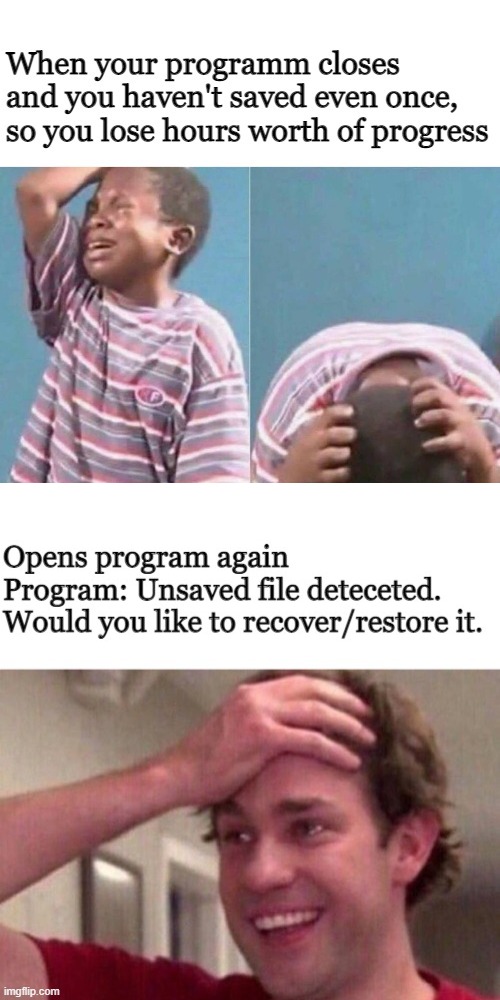 When your programm closes
and you haven't saved even once,
so you lose hours worth of progress
Opens program again
Program: Unsaved file deteceted.
Would you like to recover/restore it.
imgflip.com